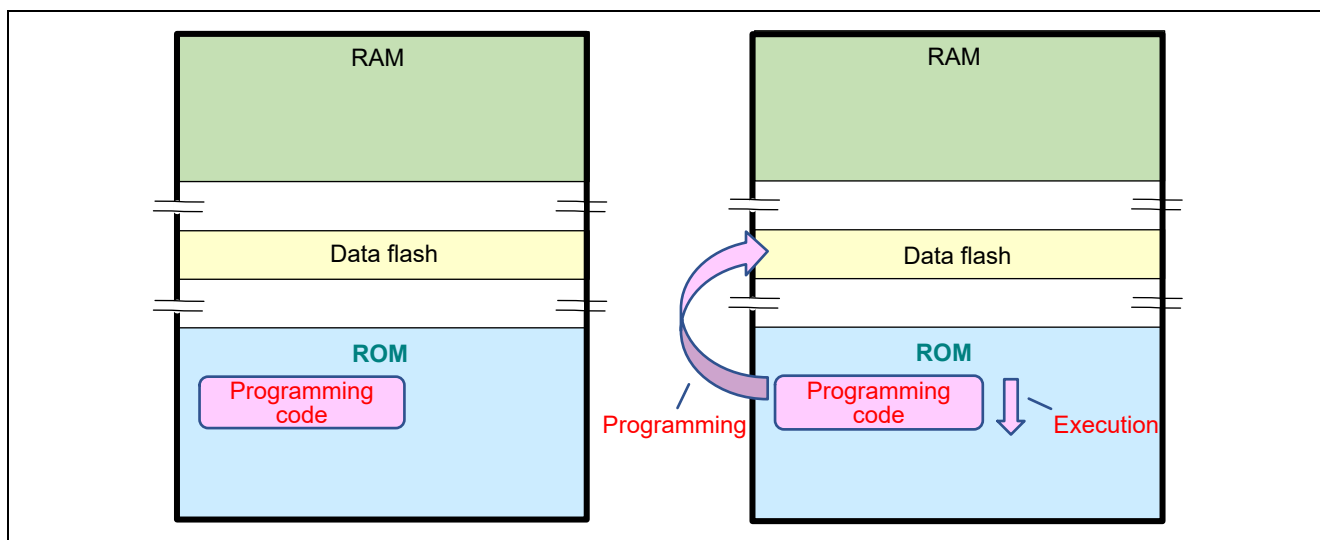 RAM
Data flash
ROM
Programming
code
RAM
Data flash
ROM
Programming
code
Programming
Execution